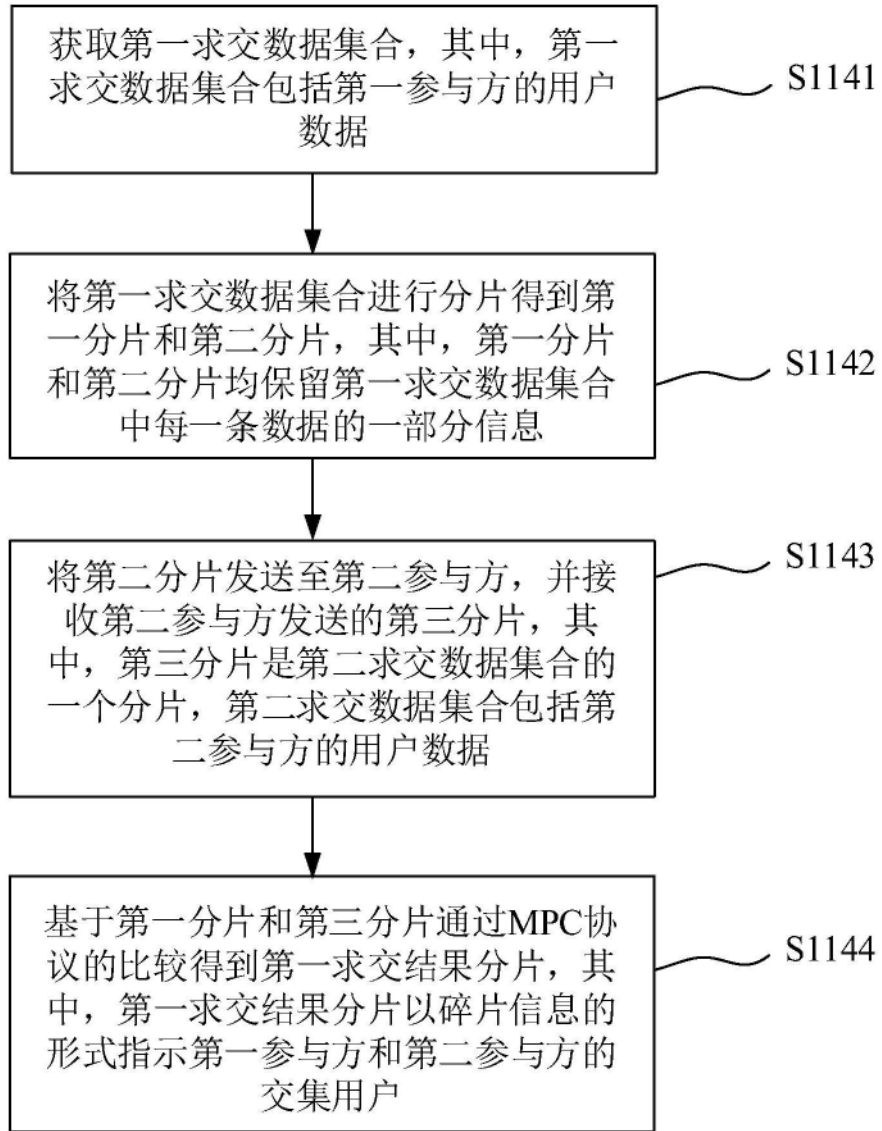 获取第一求交数据集合，其中，第一
求交数据集合包括第一参与方的用户
数据
S1141
将第一求交数据集合进行分片得到第
一分片和第二分片，其中，第一分片
和第二分片均保留第一求交数据集合
中每一条数据的一部分信息
S1142
将第二分片发送至第二参与方，并接
收第二参与方发送的第三分片，其
中，第三分片是第二求交数据集合的
一个分片，第二求交数据集合包括第
二参与方的用户数据
S1143
基于第一分片和第三分片通过MPC协
议的比较得到第一求交结果分片，其
中，第一求交结果分片以碎片信息的
形式指示第一参与方和第二参与方的
交集用户
S1144